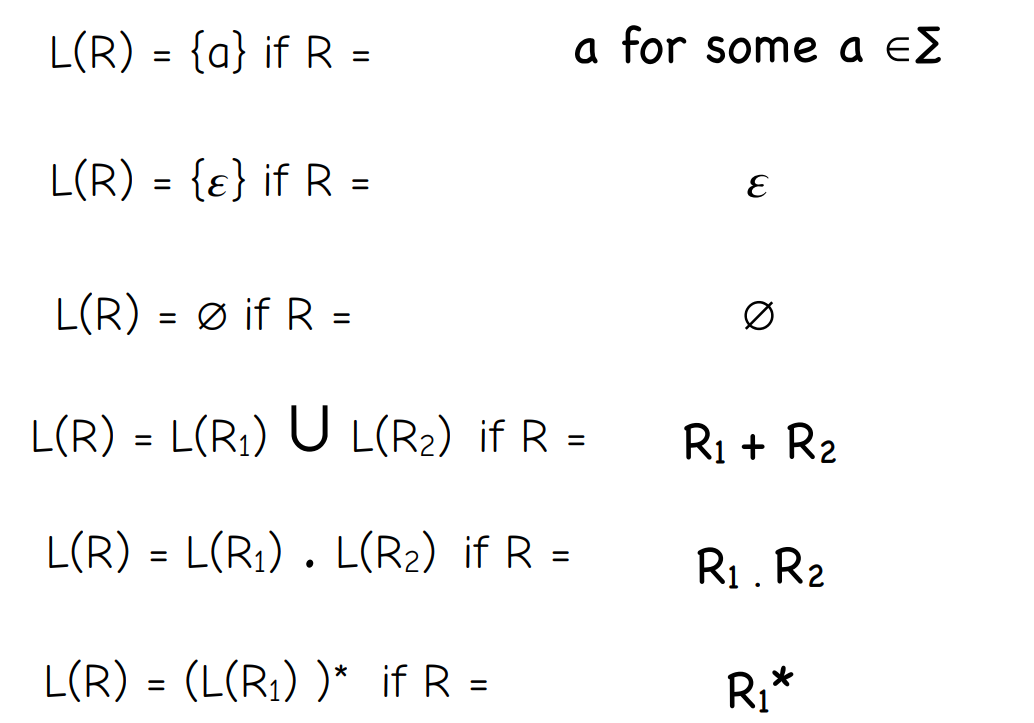 L(R) = {a} if R = a for some a ∈Σ
L(R) = {ε} if R = ε
L(R) = ∅ if R = ∅
L(R) = L(R₁) ∪ L(R₂) if R = R₁ + R₂
L(R) = L(R₁) . L(R₂) if R = R₁ . R₂
L(R) = (L(R₁) )* if R = R₁*